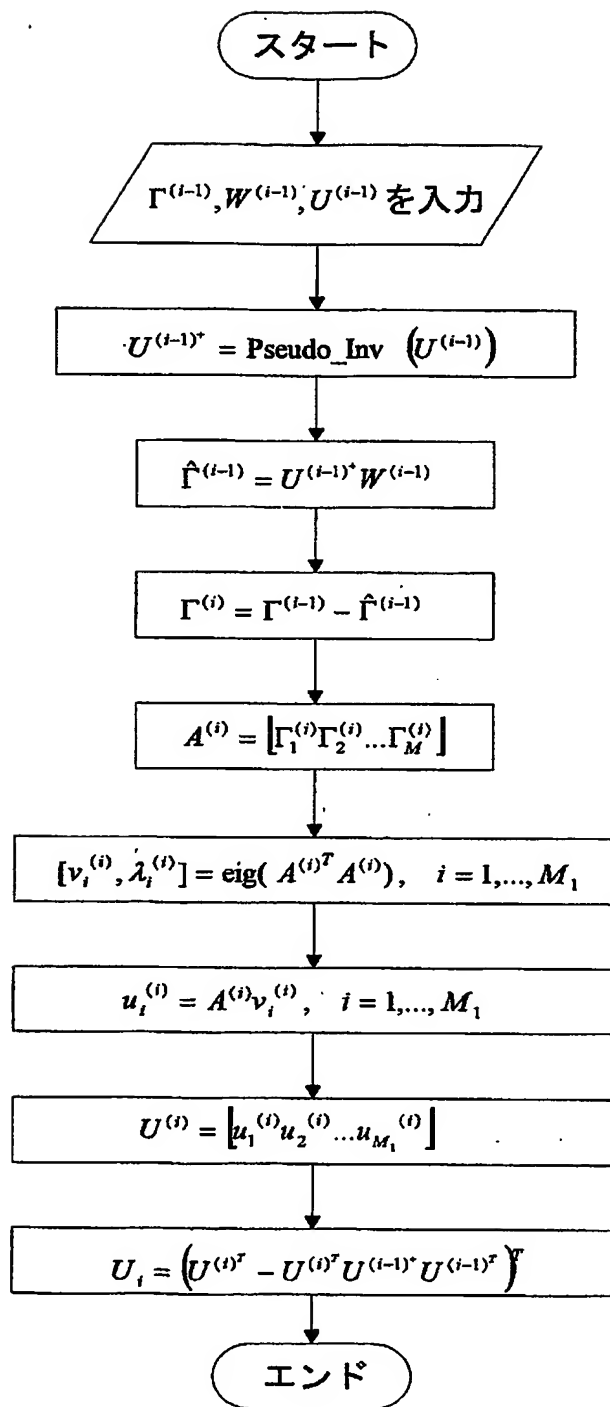 スタート
Γ^{(i-1)}, W^{(i-1)}, U^{(i-1)} を入力
U^{(i-1)^+} = Pseudo_Inv (U^{(i-1)})
Γ̂^{(i-1)} = U^{(i-1)^+} W^{(i-1)}
Γ^{(i)} = Γ^{(i-1)} − Γ̂^{(i-1)}
A^{(i)} = ⌊Γ_1^{(i)} Γ_2^{(i)} ... Γ_M^{(i)}⌋
[v_i^{(i)}, λ_i^{(i)}] = eig( A^{(i)^T} A^{(i)}), i = 1,..., M_1
u_i^{(i)} = A^{(i)} v_i^{(i)}, i = 1,..., M_1
U^{(i)} = ⌊u_1^{(i)} u_2^{(i)} ... u_{M_1}^{(i)}⌋
U_i = (U^{(i)^T} − U^{(i)^T} U^{(i-1)^+} U^{(i-1)^T})^T
エンド